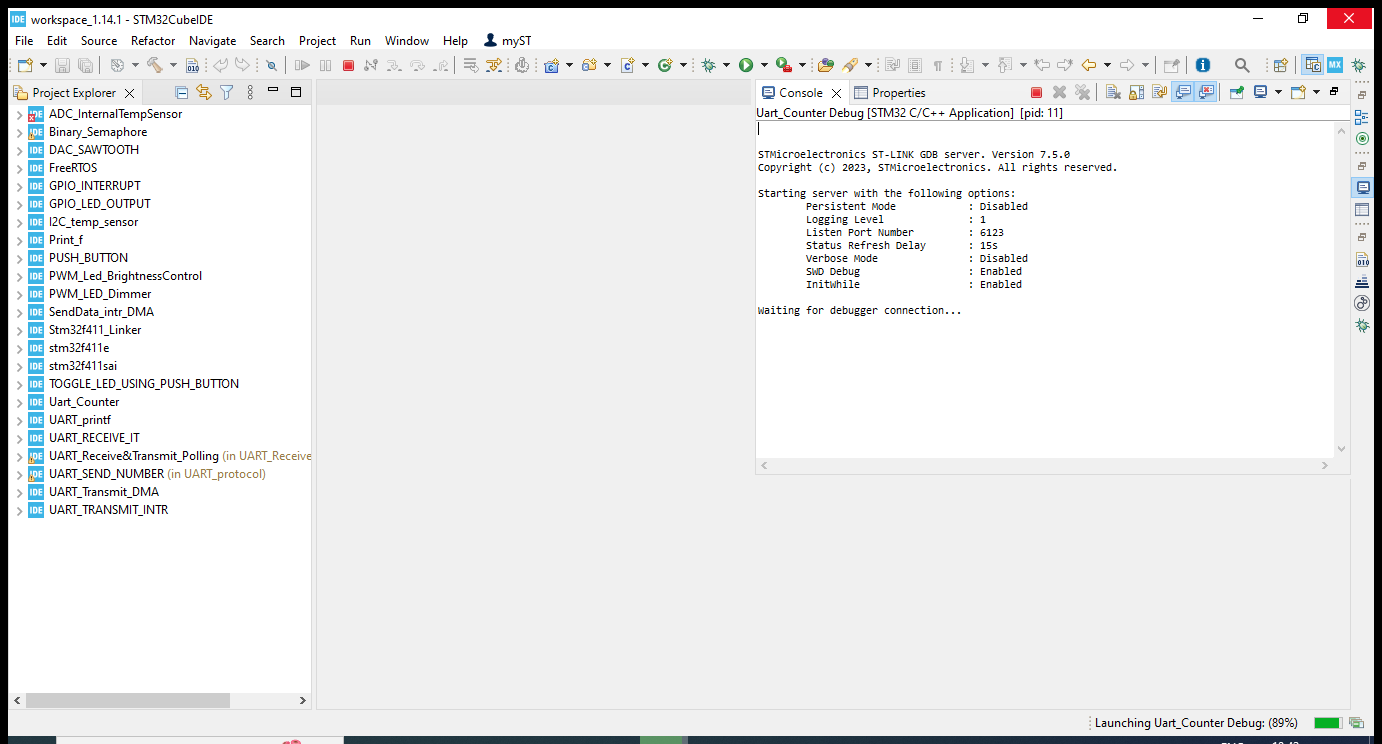 IDE workspace_1.14.1 - STM32CubeIDE
File Edit Source Refactor Navigate Search Project Run Window Help myST
Project Explorer
ADC_InternalTempSensor
Binary_Semaphore
DAC_SAWTOOTH
FreeRTOS
GPIO_INTERRUPT
GPIO_LED_OUTPUT
I2C_temp_sensor
Print_f
PUSH_BUTTON
PWM_Led_BrightnessControl
PWM_LED_Dimmer
SendData_intr_DMA
Stm32f411_Linker
stm32f411e
stm32f411sai
TOGGLE_LED_USING_PUSH_BUTTON
Uart_Counter
UART_printf
UART_RECEIVE_IT
UART_Receive&Transmit_Polling (in UART_Receive
UART_SEND_NUMBER (in UART_protocol)
UART_Transmit_DMA
UART_TRANSMIT_INTR
Console Properties
Uart_Counter Debug [STM32 C/C++ Application] [pid: 11]
STMicroelectronics ST-LINK GDB server. Version 7.5.0
Copyright (c) 2023, STMicroelectronics. All rights reserved.
Starting server with the following options:
Persistent Mode : Disabled
Logging Level : 1
Listen Port Number : 6123
Status Refresh Delay : 15s
Verbose Mode : Disabled
SWD Debug : Enabled
InitWhile : Enabled
Waiting for debugger connection...
Launching Uart_Counter Debug: (89%)